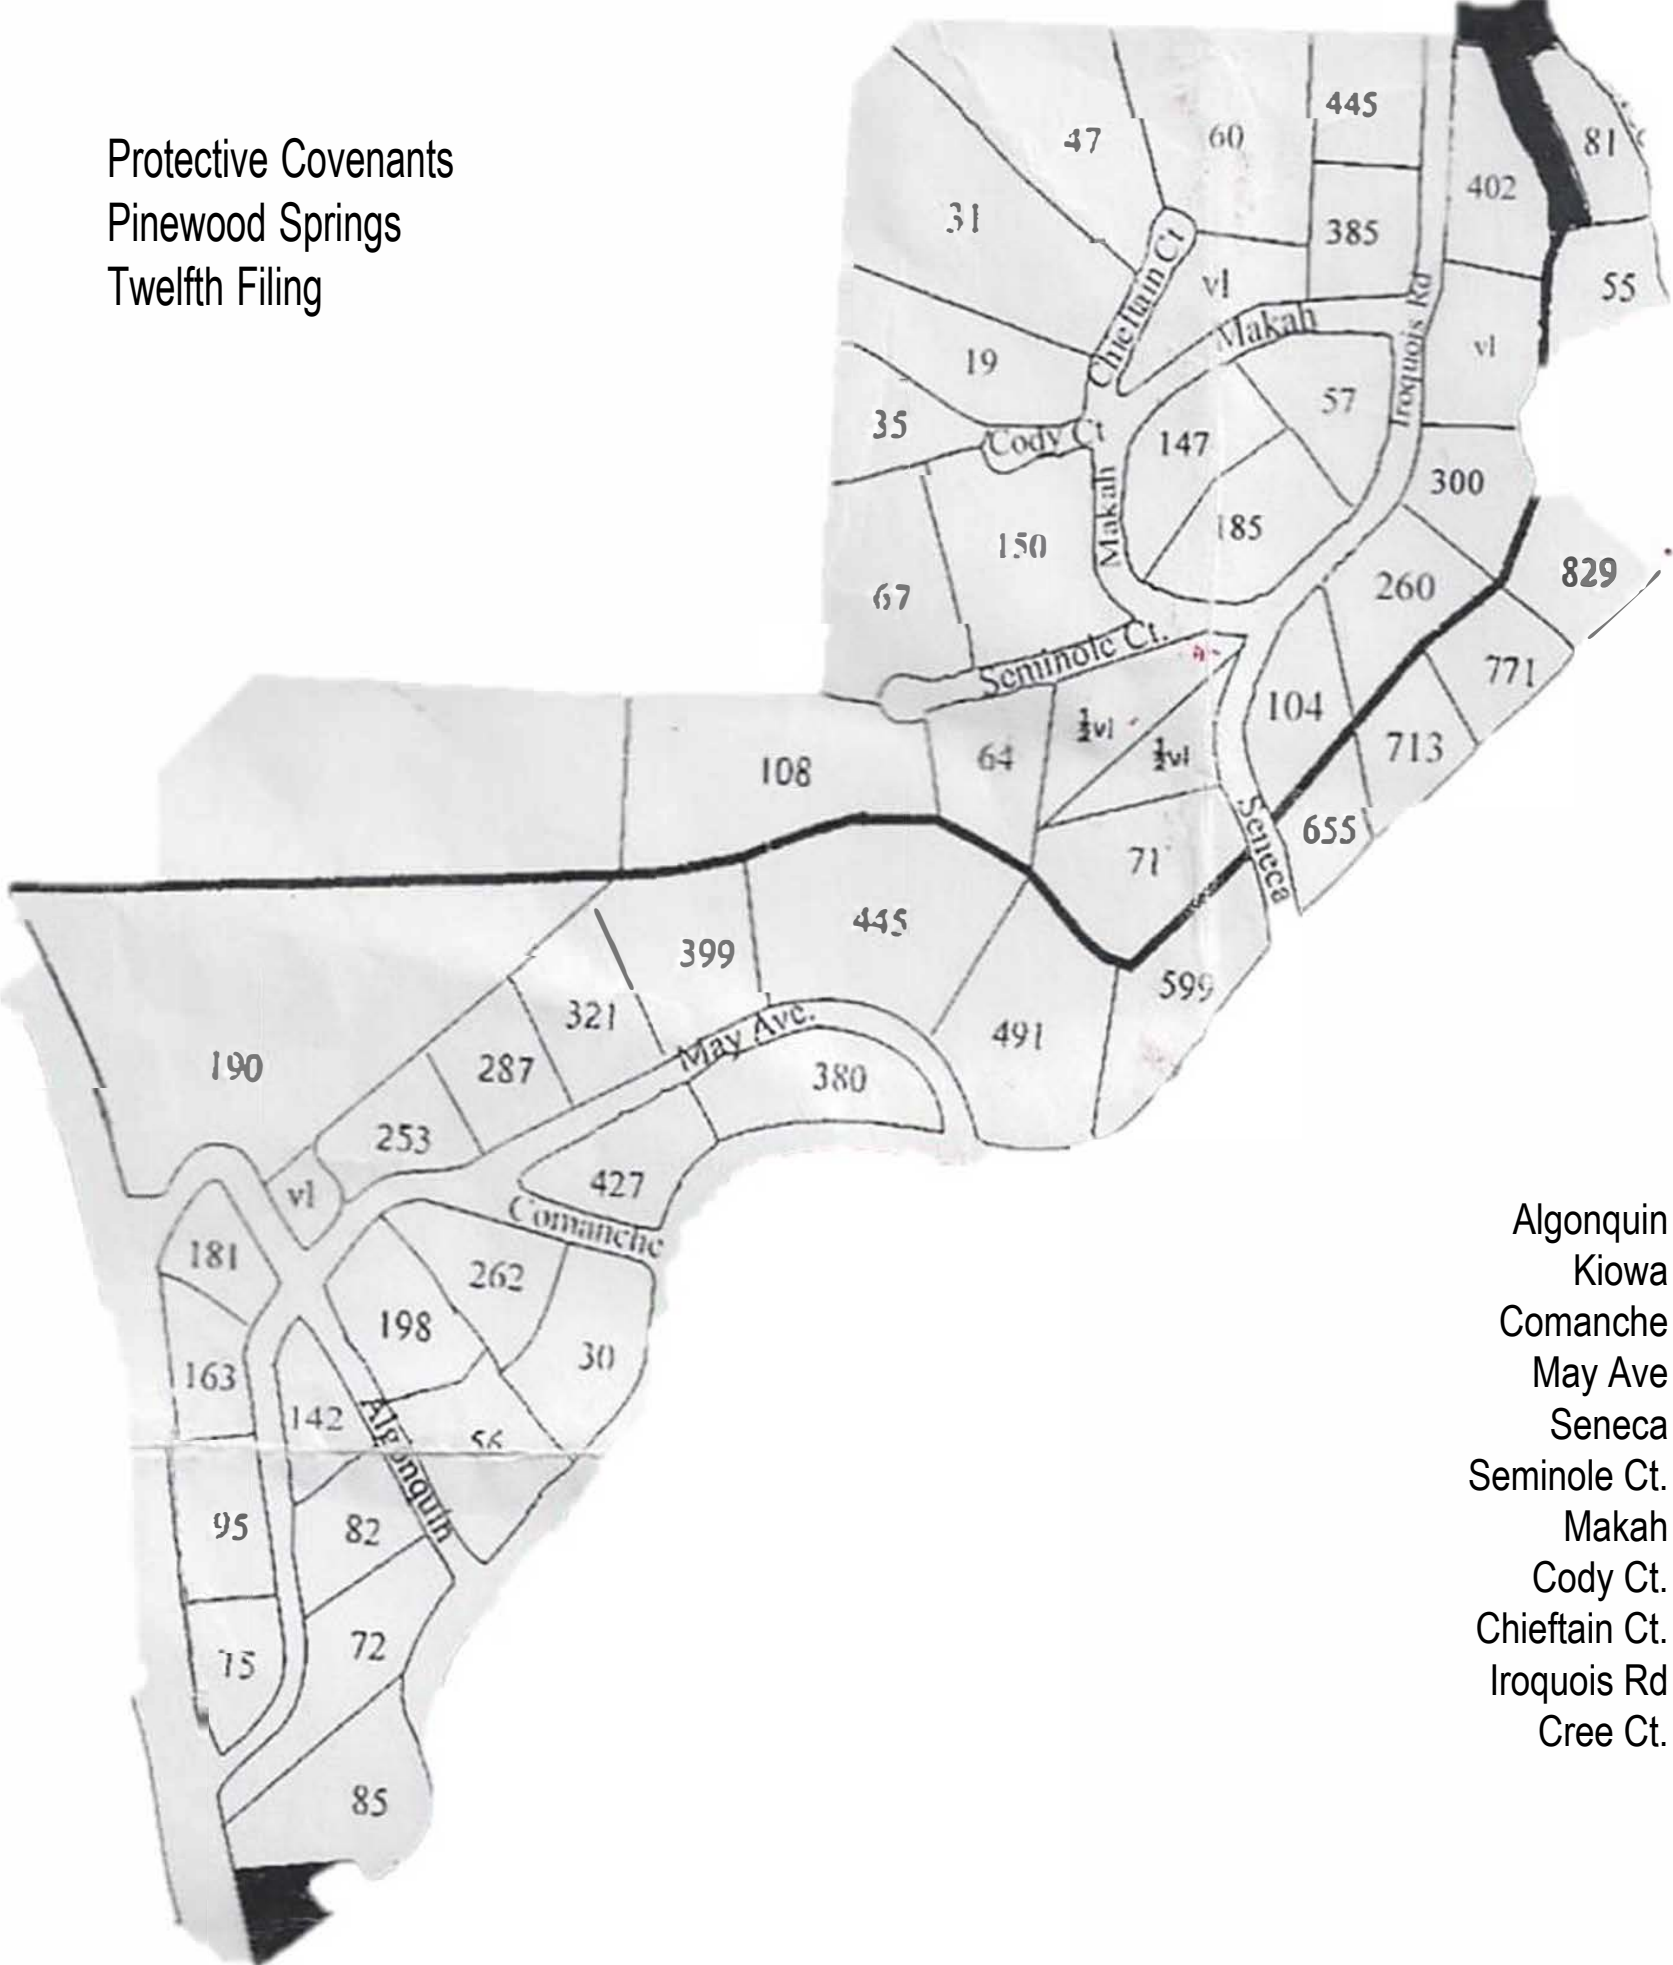 Protective Covenants
Pinewood Springs
Twelfth Filing
445
47
60
81
402
31
385
55
vl
Chieftain Ct
Makah
Iroquois Rd
vl
19
57
35
Cody Ct
147
300
Makah
185
150
829
260
67
Seminole Ct.
771
104
½vl
713
64
½vl
108
Seneca
655
71
445
399
599
321
May Ave.
491
190
287
380
253
427
vl
Comanche
181
262
198
30
163
142
Algonquin
56
95
82
72
75
85
Algonquin
Kiowa
Comanche
May Ave
Seneca
Seminole Ct.
Makah
Cody Ct.
Chieftain Ct.
Iroquois Rd
Cree Ct.